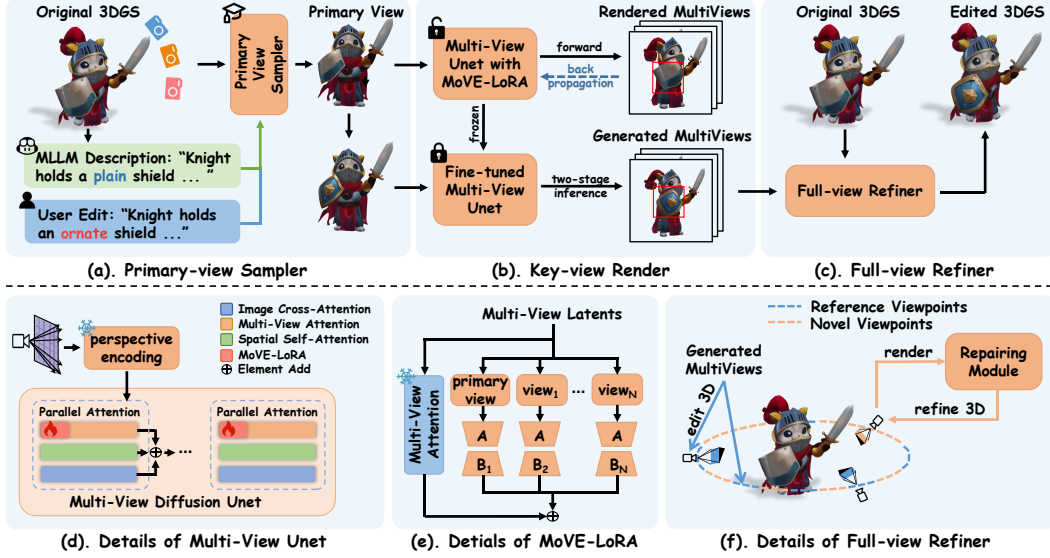 Original 3DGS
Primary
View
Sampler
Primary View
MLLM Description: “Knight
holds a plain shield ... ”
User Edit: “Knight holds
an ornate shield ...”
(a). Primary-view Sampler
Multi-View
Unet with
MoVE-LoRA
forward
back
propagation
Rendered MultiViews
frozen
Generated MultiViews
Fine-tuned
Multi-View
Unet
two-stage
inference
(b). Key-view Render
Original 3DGS
Edited 3DGS
Full-view Refiner
(c). Full-view Refiner
perspective
encoding
Image Cross-Attention
Multi-View Attention
Spatial Self-Attention
MoVE-LoRA
Element Add
Parallel Attention
Parallel Attention
...
Multi-View Diffusion Unet
(d). Details of Multi-View Unet
Multi-View Latents
Multi-View
Attention
primary
view
view1
...
viewN
A
A
A
B1
B2
BN
(e). Detials of MoVE-LoRA
Reference Viewpoints
Novel Viewpoints
Generated
MultiViews
edit 3D
render
Repairing
Module
refine 3D
(f). Details of Full-view Refiner